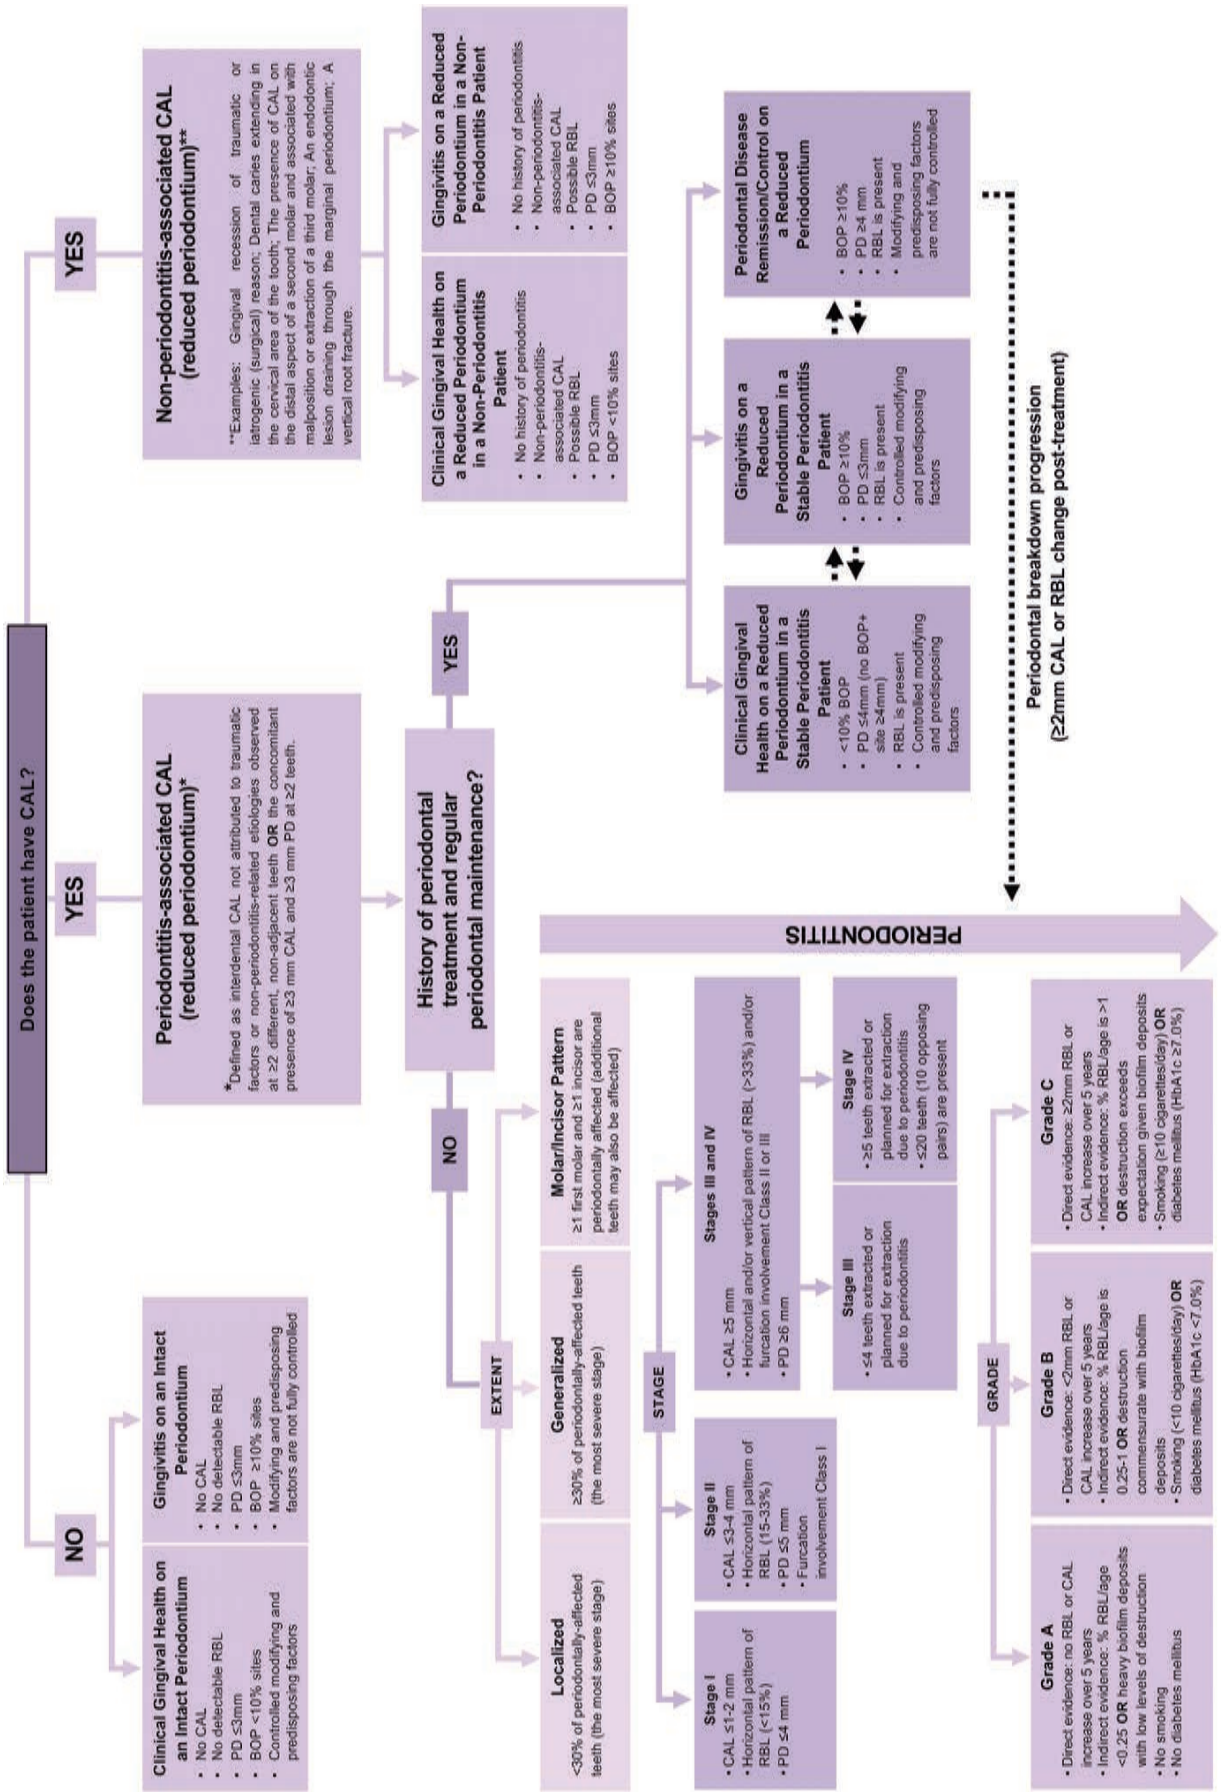 Does the patient have CAL?
NO
YES
YES
Clinical Gingival Health on
an Intact Periodontium
• No CAL
• No detectable RBL
• PD ≤3mm
• BOP <10% sites
• Controlled modifying and
predisposing factors
Gingivitis on an Intact
Periodontium
• No CAL
• No detectable RBL
• PD ≤3mm
• BOP ≥10% sites
• Modifying and predisposing
factors are not fully controlled
Periodontitis-associated CAL
(reduced periodontium)*
*Defined as interdental CAL not attributed to traumatic
factors or non-periodontitis-related etiologies observed
at ≥2 different, non-adjacent teeth OR the concomitant
presence of ≥3 mm CAL and ≥3 mm PD at ≥2 teeth.
Non-periodontitis-associated CAL
(reduced periodontium)**
**Examples: Gingival recession of traumatic or
iatrogenic (surgical) reason; Dental caries extending in
the cervical area of the tooth; The presence of CAL on
the distal aspect of a second molar and associated with
malposition or extraction of a third molar; An endodontic
lesion draining through the marginal periodontium; A
vertical root fracture.
Clinical Gingival Health on
a Reduced Periodontium
in a Non-Periodontitis
Patient
• No history of periodontitis
• Non-periodontitis-
associated CAL
• Possible RBL
• PD ≤3mm
• BOP <10% sites
Gingivitis on a Reduced
Periodontium in a Non-
Periodontitis Patient
• No history of periodontitis
• Non-periodontitis-
associated CAL
• Possible RBL
• PD ≤3mm
• BOP ≥10% sites
History of periodontal
treatment and regular
periodontal maintenance?
NO
YES
EXTENT
Localized
<30% of periodontally-affected
teeth (the most severe stage)
Generalized
≥30% of periodontally-affected teeth
(the most severe stage)
Molar/Incisor Pattern
≥1 first molar and ≥1 incisor are
periodontally affected (additional
teeth may also be affected)
STAGE
Stage I
• CAL ≤1-2 mm
• Horizontal pattern of
RBL (<15%)
• PD ≤4 mm
Stage II
• CAL ≤3-4 mm
• Horizontal pattern of
RBL (15-33%)
• PD ≤5 mm
• Furcation
involvement Class I
Stages III and IV
• CAL ≥5 mm
• Horizontal and/or vertical pattern of RBL (>33%) and/or
furcation involvement Class II or III
• PD ≥6 mm
Stage III
• ≤4 teeth extracted or
planned for extraction
due to periodontitis
Stage IV
• ≥5 teeth extracted or
planned for extraction
due to periodontitis
• ≤20 teeth (10 opposing
pairs) are present
GRADE
Grade A
• Direct evidence: no RBL or CAL
increase over 5 years
• Indirect evidence: % RBL/age
<0.25 OR heavy biofilm deposits
with low levels of destruction
• No smoking
• No diabetes mellitus
Grade B
• Direct evidence: <2mm RBL or
CAL increase over 5 years
• Indirect evidence: % RBL/age is
0.25-1 OR destruction
commensurate with biofilm
deposits
• Smoking (<10 cigarettes/day) OR
diabetes mellitus (HbA1c <7.0%)
Grade C
• Direct evidence: ≥2mm RBL or
CAL increase over 5 years
• Indirect evidence: % RBL/age is >1
OR destruction exceeds
expectation given biofilm deposits
• Smoking (≥10 cigarettes/day) OR
diabetes mellitus (HbA1c ≥7.0%)
PERIODONTITIS
Clinical Gingival
Health on a Reduced
Periodontium in a
Stable Periodontitis
Patient
• <10% BOP
• PD ≤4mm (no BOP+
site ≥4mm)
• RBL is present
• Controlled modifying
and predisposing
factors
Gingivitis on a
Reduced
Periodontium in a
Stable Periodontitis
Patient
• BOP ≥10%
• PD ≤3mm
• RBL is present
• Controlled modifying
and predisposing
factors
Periodontal Disease
Remission/Control on
a Reduced
Periodontium
• BOP ≥10%
• PD ≥4 mm
• RBL is present
• Modifying and
predisposing factors
are not fully controlled
Periodontal breakdown progression
(≥2mm CAL or RBL change post-treatment)